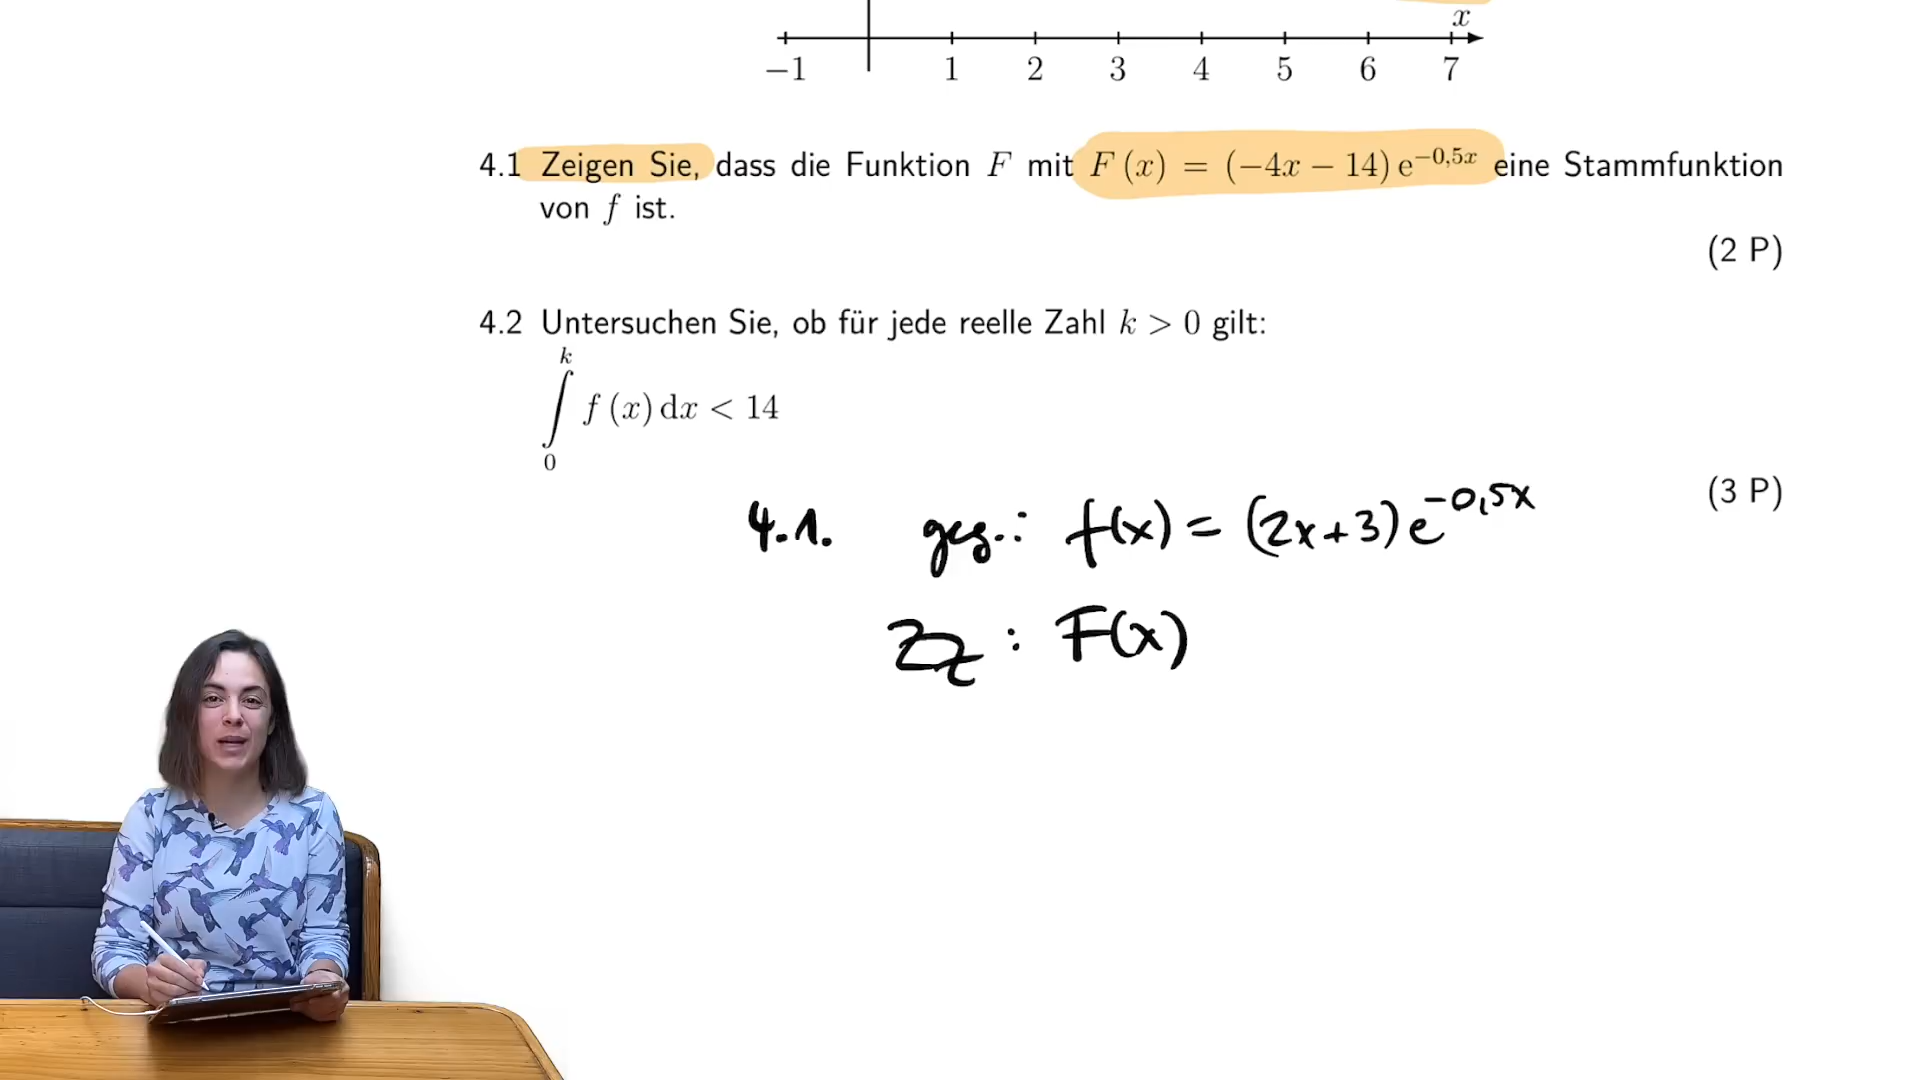 x
−1 1 2 3 4 5 6 7
4.1 Zeigen Sie, dass die Funktion F mit F (x) = (−4x − 14) e^{−0,5x} eine Stammfunktion
von f ist.
(2 P)
4.2 Untersuchen Sie, ob für jede reelle Zahl k > 0 gilt:
∫_0^k f (x) dx < 14
(3 P)
4.1. geg.: f(x) = (2x+3) e^{-0,5x}
ZZ : F(x)